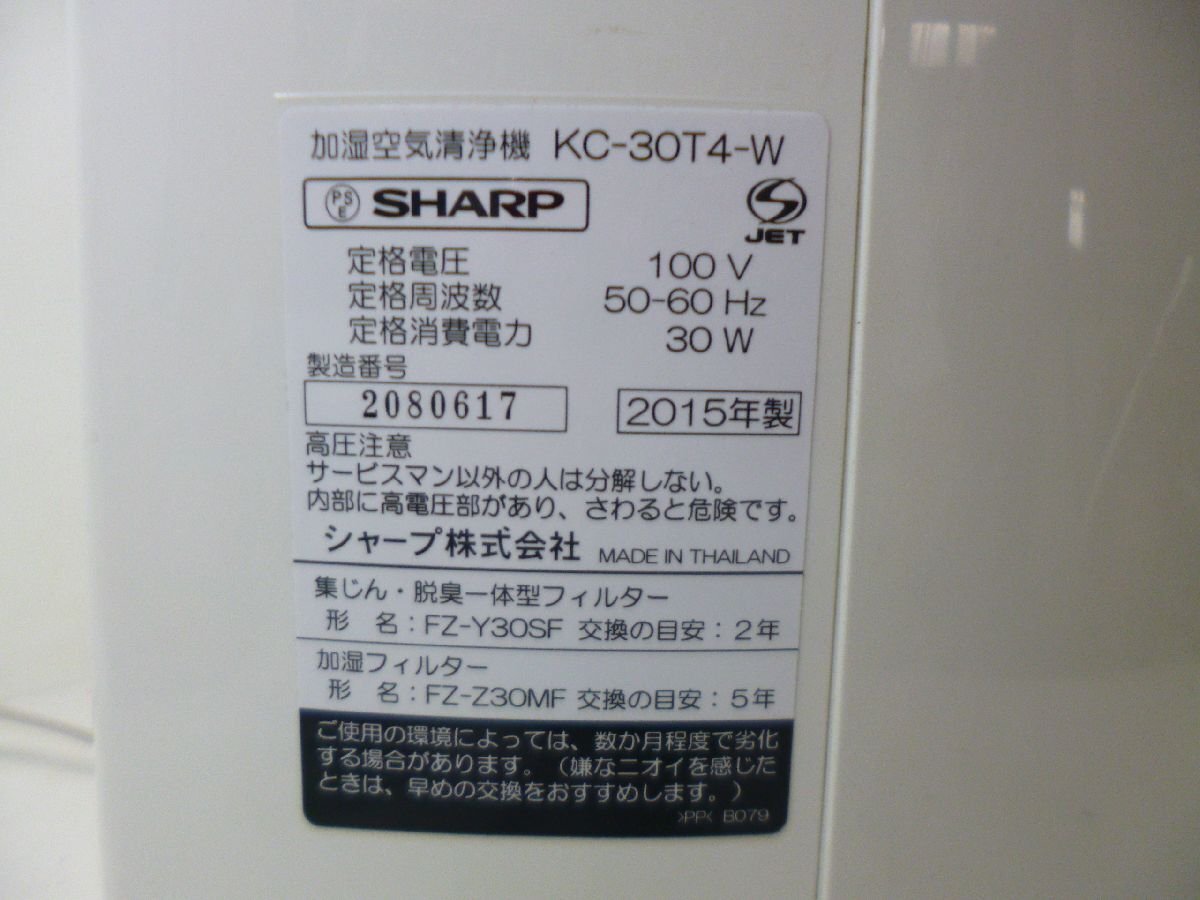 加湿空気清浄機 KC-30T4-W
PSE SHARP
JET
定格電圧 100 V
定格周波数 50-60 Hz
定格消費電力 30 W
製造番号
2080617 2015年製
高圧注意
サービスマン以外の人は分解しない。
内部に高電圧部があり、さわると危険です。
シャープ株式会社 MADE IN THAILAND
集じん・脱臭一体型フィルター
形 名：FZ-Y30SF 交換の目安：2年
加湿フィルター
形 名：FZ-Z30MF 交換の目安：5年
ご使用の環境によっては、数か月程度で劣化
する場合があります。（嫌なニオイを感じた
ときは、早めの交換をおすすめします。）
>PP< B079